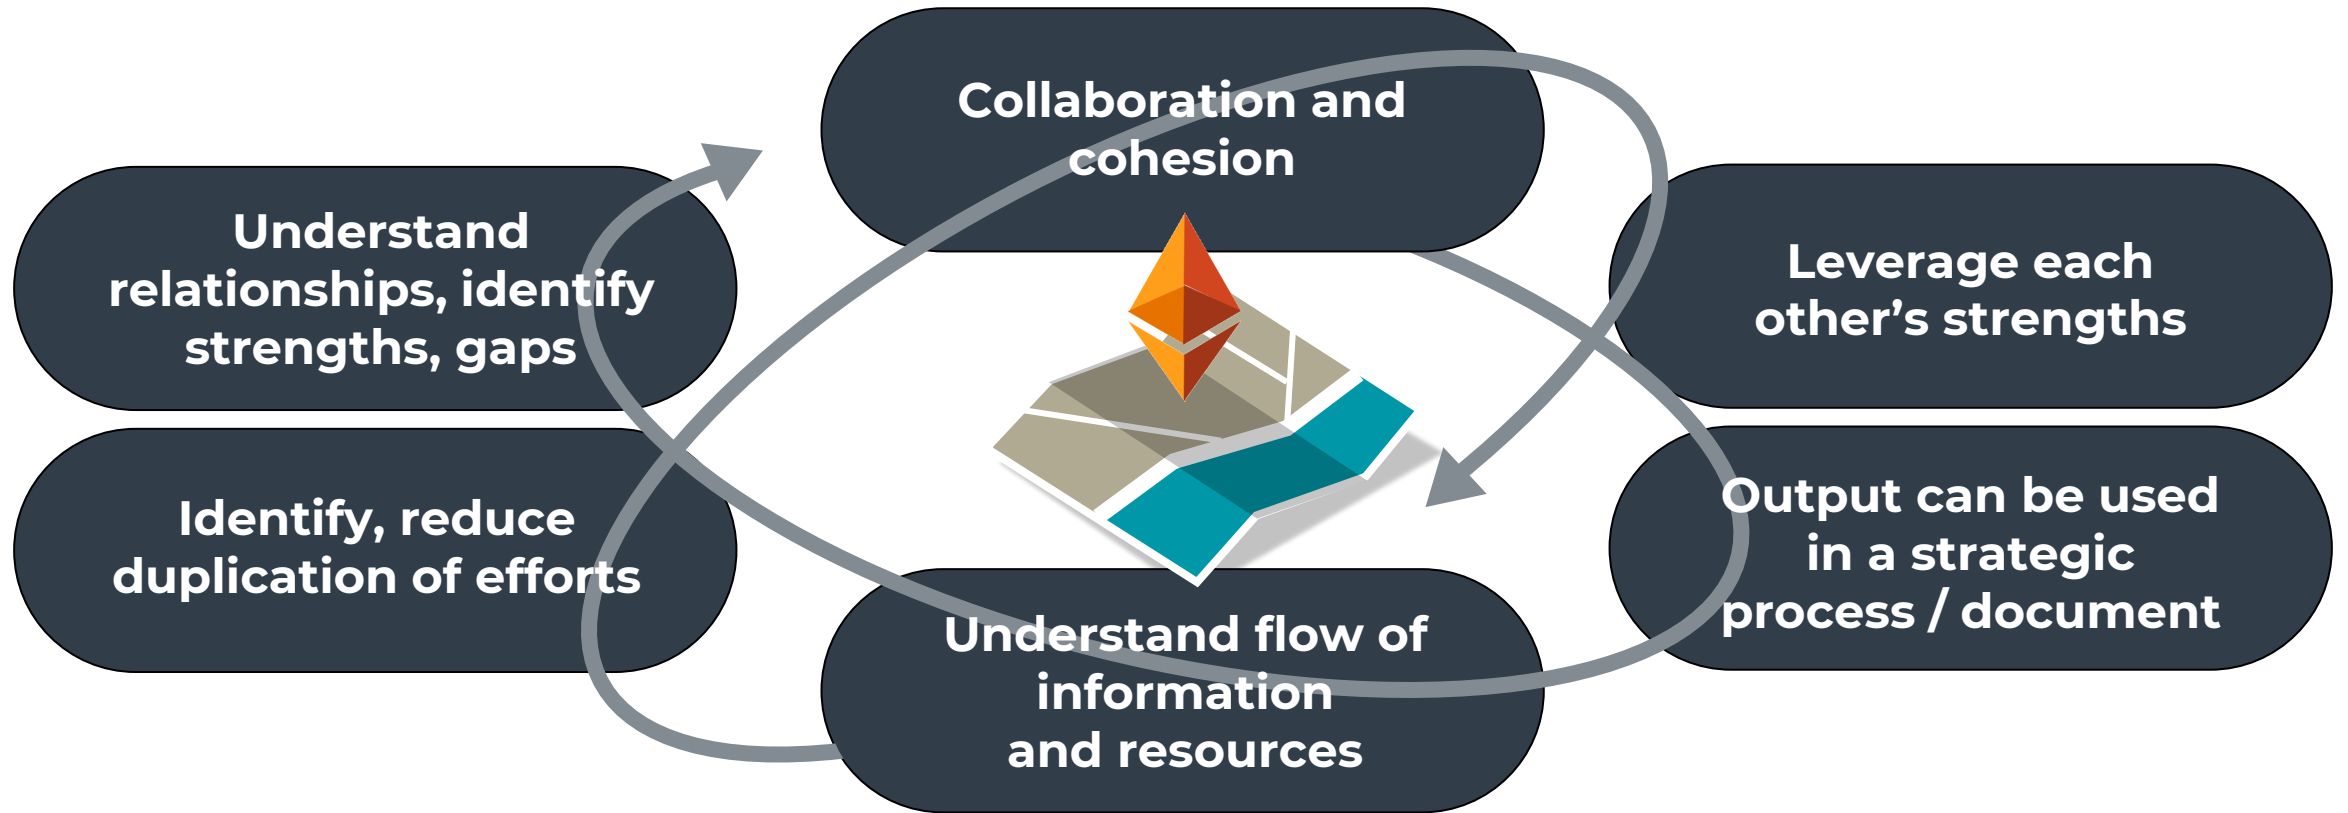 Collaboration and
cohesion
Understand
relationships, identify
strengths, gaps
Leverage each
other’s strengths
Identify, reduce
duplication of efforts
Output can be used
in a strategic
process / document
Understand flow of
information
and resources